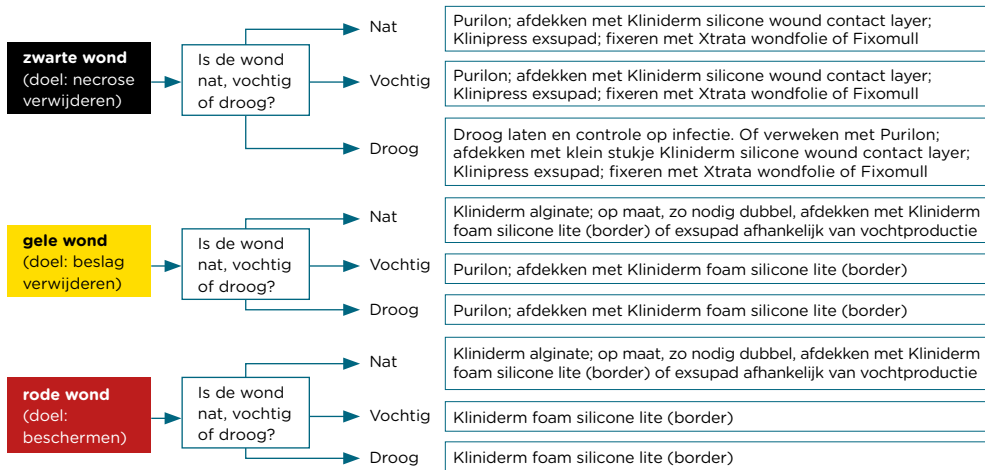 zwarte wond
(doel: necrose
verwijderen)
Is de wond
nat, vochtig
of droog?
Nat
Purilon; afdekken met Kliniderm silicone wound contact layer;
Klinipress exsupad; fixeren met Xtrata wondfolie of Fixomull
Vochtig
Purilon; afdekken met Kliniderm silicone wound contact layer;
Klinipress exsupad; fixeren met Xtrata wondfolie of Fixomull
Droog
Droog laten en controle op infectie. Of verweken met Purilon;
afdekken met klein stukje Kliniderm silicone wound contact layer;
Klinipress exsupad; fixeren met Xtrata wondfolie of Fixomull
gele wond
(doel: beslag
verwijderen)
Is de wond
nat, vochtig
of droog?
Nat
Kliniderm alginate; op maat, zo nodig dubbel, afdekken met Kliniderm
foam silicone lite (border) of exsupad afhankelijk van vochtproductie
Vochtig
Purilon; afdekken met Kliniderm foam silicone lite (border)
Droog
Purilon; afdekken met Kliniderm foam silicone lite (border)
rode wond
(doel:
beschermen)
Is de wond
nat, vochtig
of droog?
Nat
Kliniderm alginate; op maat, zo nodig dubbel, afdekken met Kliniderm
foam silicone lite (border) of exsupad afhankelijk van vochtproductie
Vochtig
Kliniderm foam silicone lite (border)
Droog
Kliniderm foam silicone lite (border)